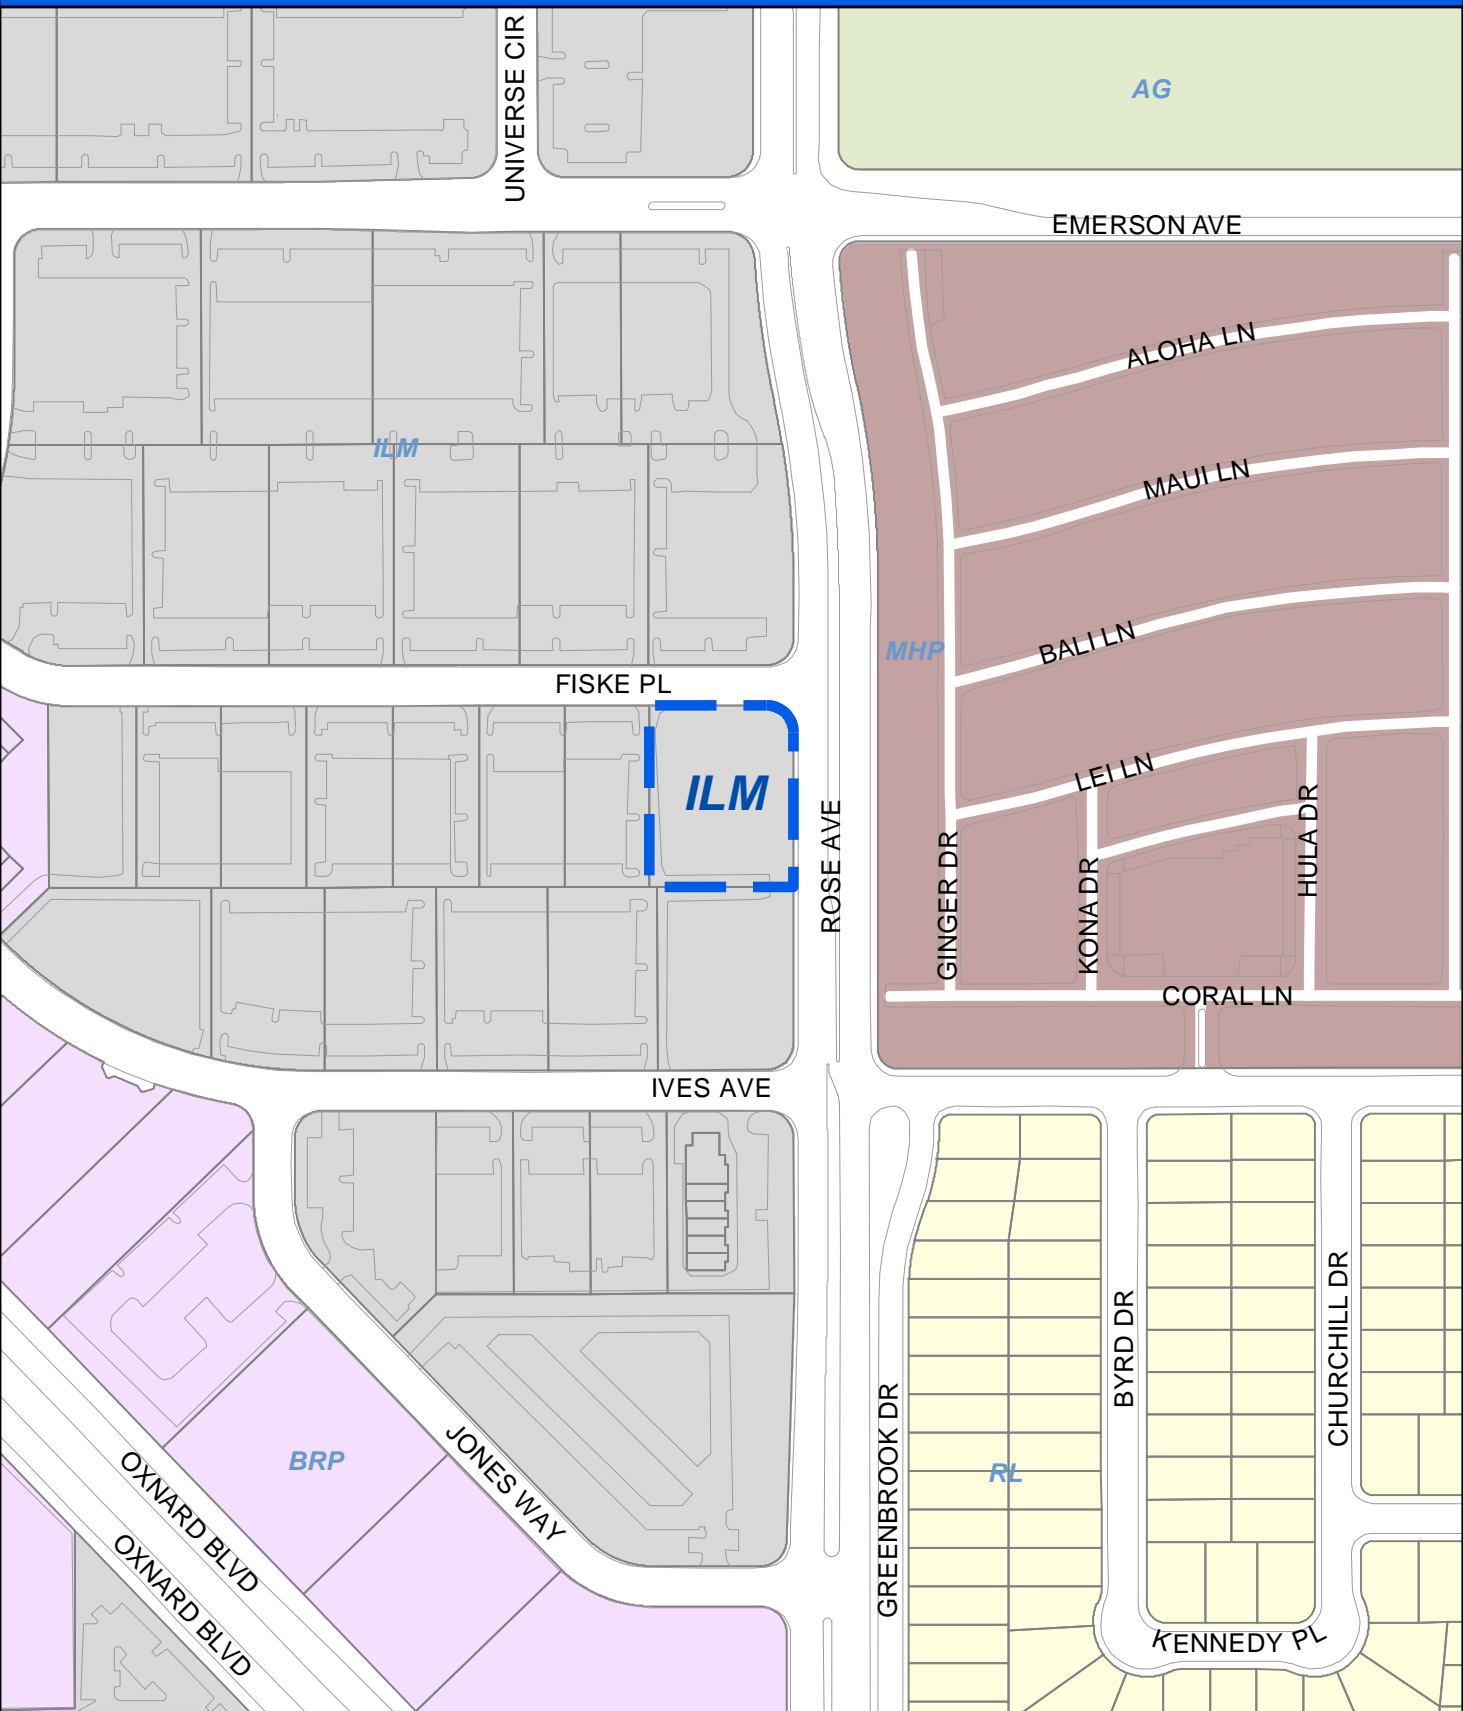 UNIVERSE CIR
AG
EMERSON AVE
ALOHA LN
ILM
MAUI LN
BALI LN
MHP
FISKE PL
LEI LN
ILM
ROSE AVE
GINGER DR
KONA DR
HULA DR
CORAL LN
IVES AVE
BYRD DR
CHURCHILL DR
GREENBROOK DR
BRP
RL
JONES WAY
OXNARD BLVD
OXNARD BLVD
KENNEDY PL